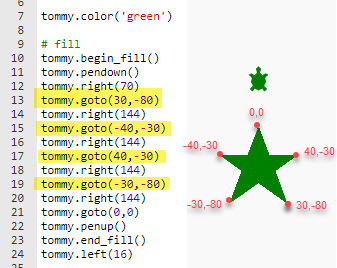 6
7 tommy.color('green')
8
9 # fill
10 tommy.begin_fill()
11 tommy.pendown()
12 tommy.right(70)
13 tommy.goto(30,-80)
14 tommy.right(144)
15 tommy.goto(-40,-30)
16 tommy.right(144)
17 tommy.goto(40,-30)
18 tommy.right(144)
19 tommy.goto(-30,-80)
20 tommy.right(144)
21 tommy.goto(0,0)
22 tommy.penup()
23 tommy.end_fill()
24 tommy.left(16)
25
0,0
-40,-30
40,-30
-30,-80
30,-80